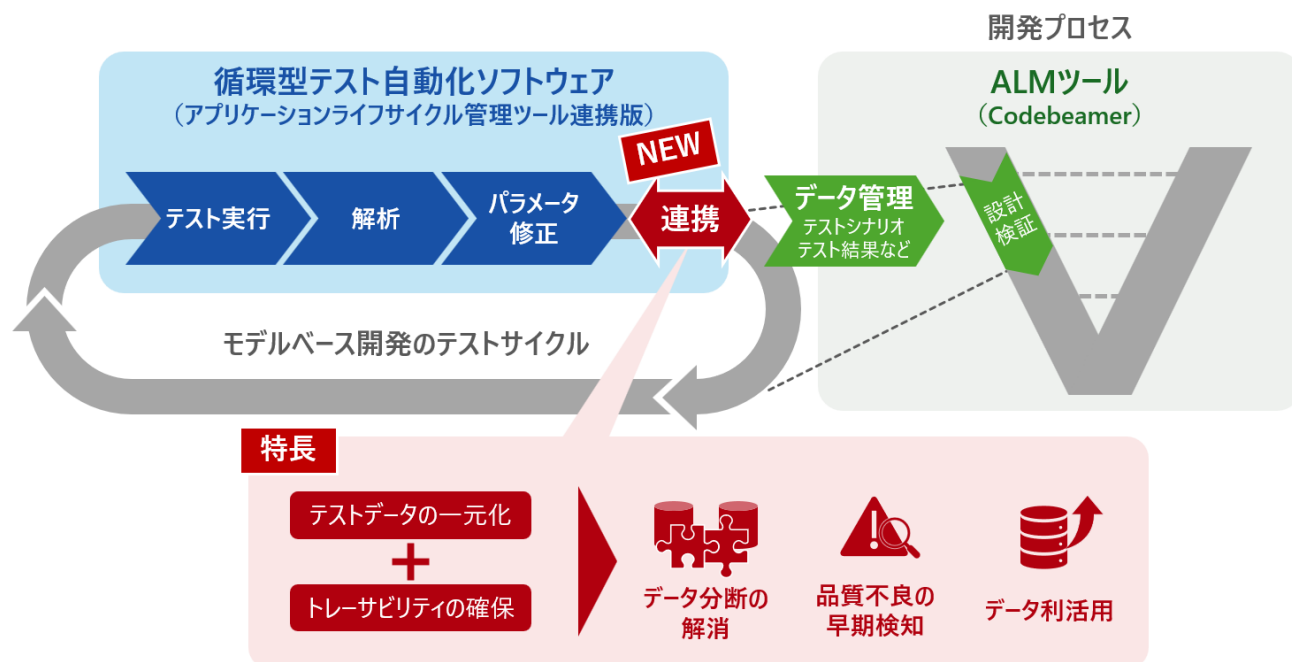 開発プロセス
循環型テスト自動化ソフトウェア
（アプリケーションライフサイクル管理ツール連携版）
ALMツール
（Codebeamer）
NEW
テスト実行
解析
パラメータ
修正
連携
データ管理
テストシナリオ
テスト結果など
設計
検証
モデルベース開発のテストサイクル
特長
テストデータの一元化
+
トレーサビリティの確保
データ分断の
解消
品質不良の
早期検知
データ利活用